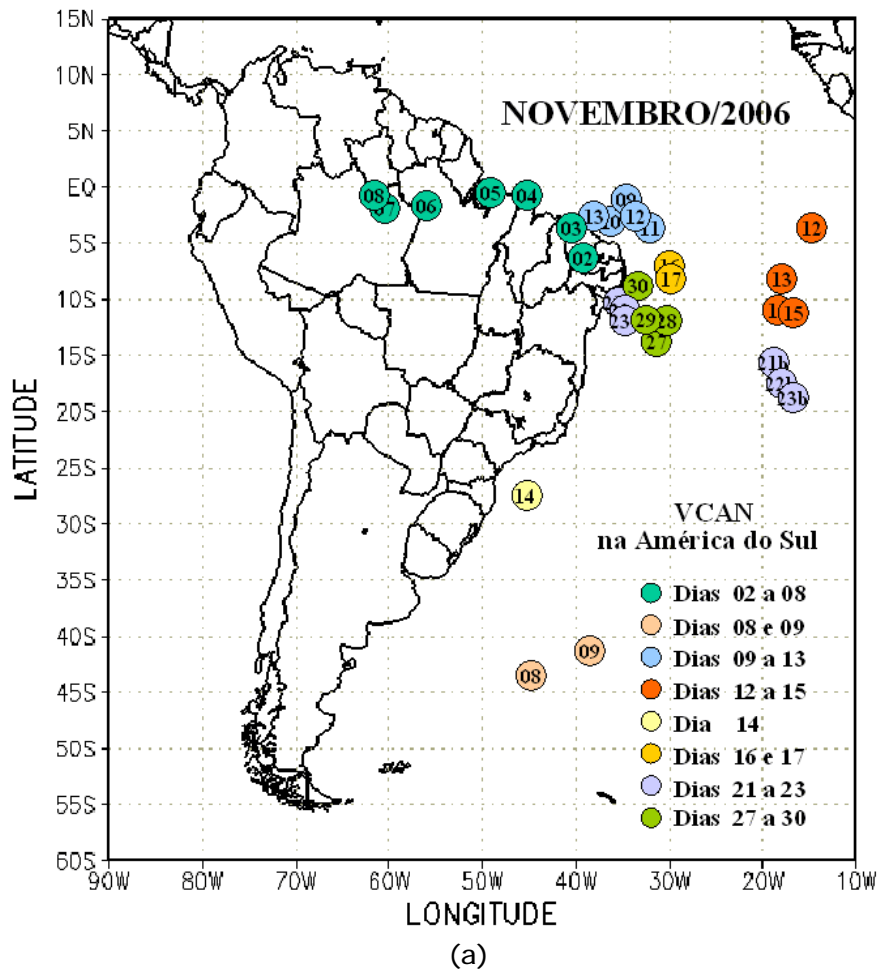 15N
10N
5N
EQ
5S
10S
15S
20S
25S
30S
35S
40S
45S
50S
55S
60S
LATITUDE
NOVEMBRO/2006
08
07
06
05
04
03
02
13
09
12
11
12
13
15
17
30
23
29
28
27
21b
23b
14
09
08
VCAN
na América do Sul
Dias 02 a 08
Dias 08 e 09
Dias 09 a 13
Dias 12 a 15
Dia 14
Dias 16 e 17
Dias 21 a 23
Dias 27 a 30
90W 80W 70W 60W 50W 40W 30W 20W 10W
LONGITUDE
(a)